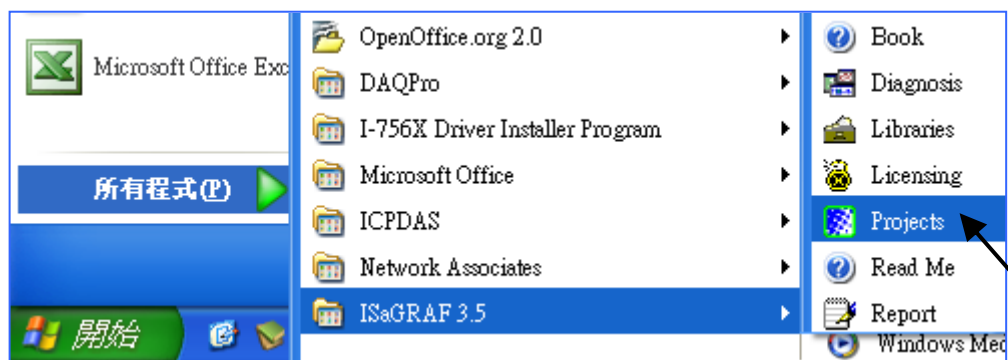 Microsoft Office Exc
所有程式(P)
開始
OpenOffice.org 2.0
DAQPro
I-756X Driver Installer Program
Microsoft Office
ICPDAS
Network Associates
ISaGRAF 3.5
Book
Diagnosis
Libraries
Licensing
Projects
Read Me
Report
Windows Med